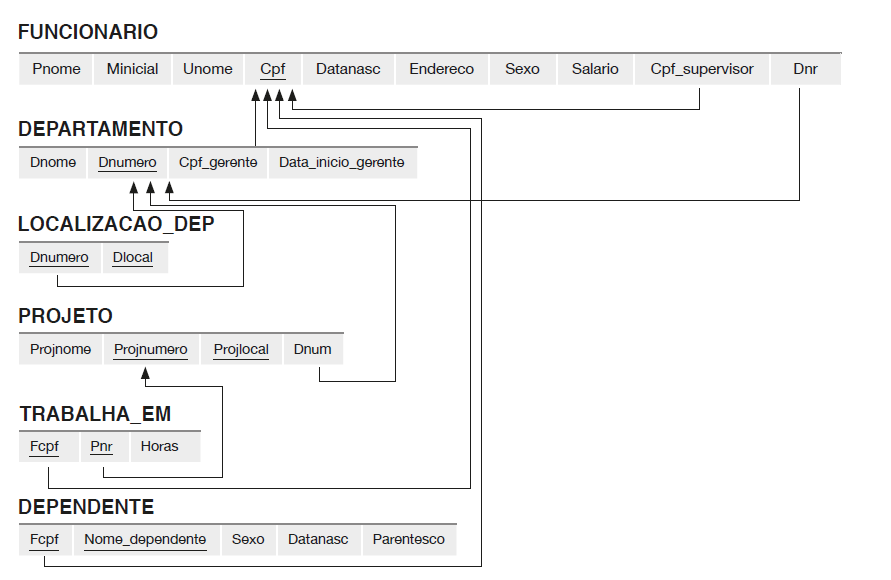 FUNCIONARIO
Pnome Minicial Unome Cpf Datanasc Endereco Sexo Salario Cpf_supervisor Dnr
DEPARTAMENTO
Dnome Dnumero Cpf_gerente Data_inicio_gerente
LOCALIZACAO_DEP
Dnumero Dlocal
PROJETO
Projnome Projnumero Projlocal Dnum
TRABALHA_EM
Fcpf Pnr Horas
DEPENDENTE
Fcpf Nome_dependente Sexo Datanasc Parentesco